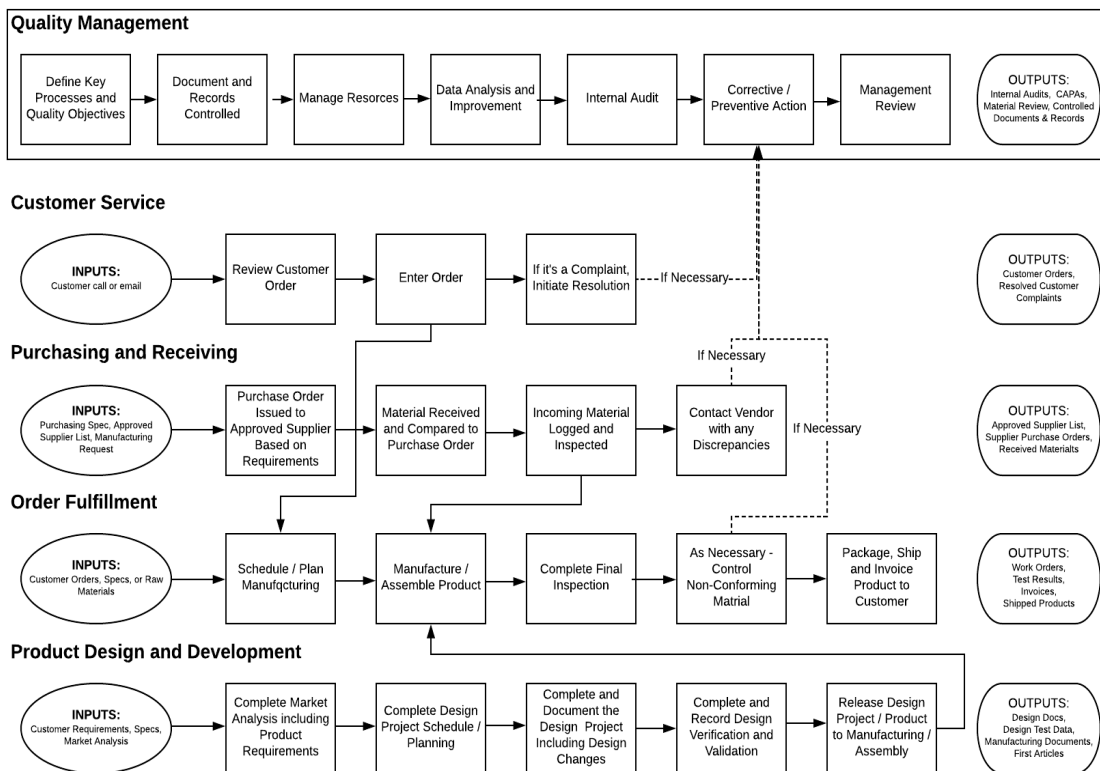 Quality Management
Define Key
Processes and
Quality Objectives
Document and
Records
Controlled
Manage Resorces
Data Analysis and
Improvement
Internal Audit
Corrective /
Preventive Action
Management
Review
OUTPUTS:
Internal Audits, CAPAs,
Material Review, Controlled
Documents & Records
Customer Service
INPUTS:
Customer call or email
Review Customer
Order
Enter Order
If it's a Complaint,
Initiate Resolution
If Necessary
OUTPUTS:
Customer Orders,
Resolved Customer
Complaints
Purchasing and Receiving
If Necessary
INPUTS:
Purchasing Spec, Approved
Supplier List, Manufacturing
Request
Purchase Order
Issued to
Approved Supplier
Based on
Requirements
Material Received
and Compared to
Purchase Order
Incoming Material
Logged and
Inspected
Contact Vendor
with any
Discrepancies
If Necessary
OUTPUTS:
Approved Supplier List,
Supplier Purchase Orders,
Received Materialts
Order Fulfillment
INPUTS:
Customer Orders, Specs, or Raw
Materials
Schedule / Plan
Manufqcturing
Manufacture /
Assemble Product
Complete Final
Inspection
As Necessary -
Control
Non-Conforming
Matrial
Package, Ship
and Invoice
Product to
Customer
OUTPUTS:
Work Orders,
Test Results,
Invoices,
Shipped Products
Product Design and Development
INPUTS:
Customer Requirements, Specs,
Market Analysis
Complete Market
Analysis including
Product
Requirements
Complete Design
Project Schedule /
Planning
Complete and
Document the
Design Project
Including Design
Changes
Complete and
Record Design
Verification and
Validation
Release Design
Project / Product
to Manufacturing /
Assembly
OUTPUTS:
Design Docs,
Design Test Data,
Manufacturing Documents,
First Articles